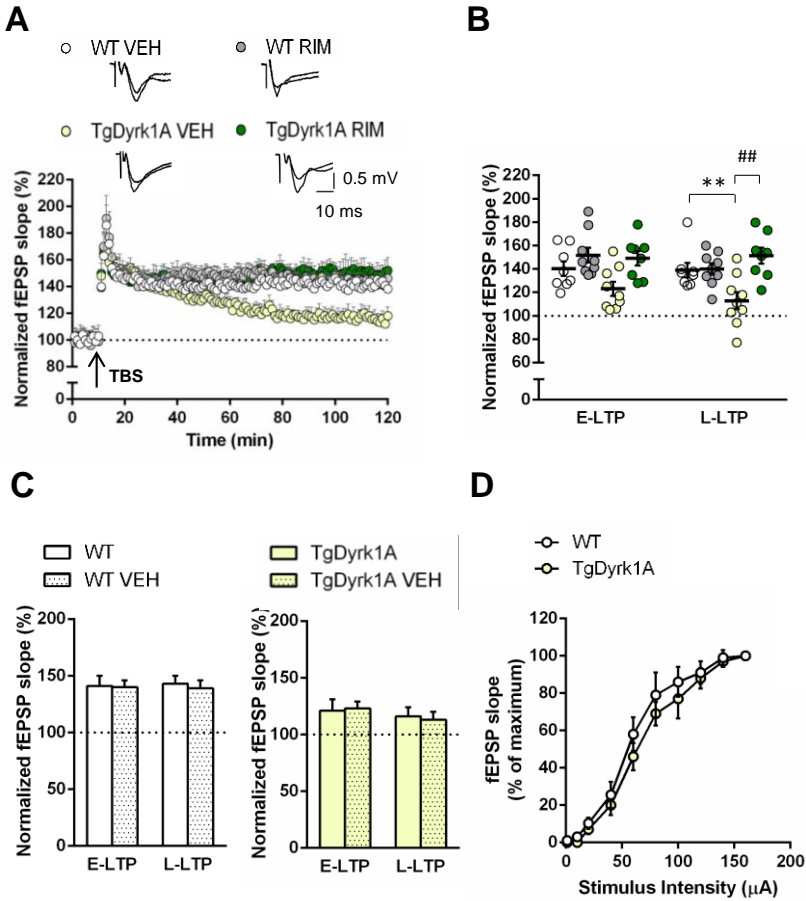 A
WT VEH
WT RIM
TgDyrk1A VEH
TgDyrk1A RIM
0.5 mV
10 ms
Normalized fEPSP slope (%)
220
200
180
160
140
120
100
80
0
TBS
0 20 40 60 80 100 120
Time (min)
B
##
**
Normalized fEPSP slope (%)
220
200
180
160
140
120
100
80
60
0
E-LTP L-LTP
C
WT
WT VEH
Normalized fEPSP slope (%)
200
150
100
50
0
E-LTP L-LTP
TgDyrk1A
TgDyrk1A VEH
Normalized fEPSP slope (%)
200
150
100
50
0
E-LTP L-LTP
D
WT
TgDyrk1A
fEPSP slope
(% of maximum)
120
100
80
60
40
20
0
0 50 100 150 200
Stimulus Intensity (μA)